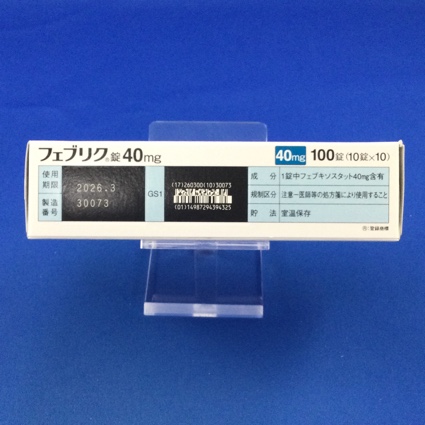 フェブリク®錠40mg
40mg 100錠(10錠×10)
使用期限 2026.3
製造番号 30073
GS1
(17)260300(10)30073
(01)14987294394325
成分 1錠中フェブキソスタット40mg含有
規制区分 注意-医師等の処方箋により使用すること
貯法 室温保存
®:登録商標